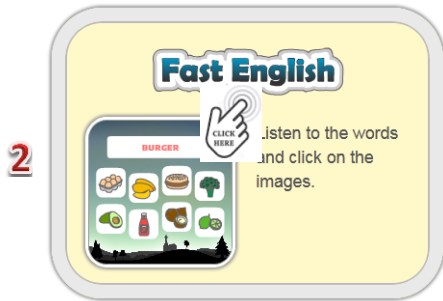 Fast English
2
BURGER
CLICK
HERE
Listen to the words
and click on the
images.